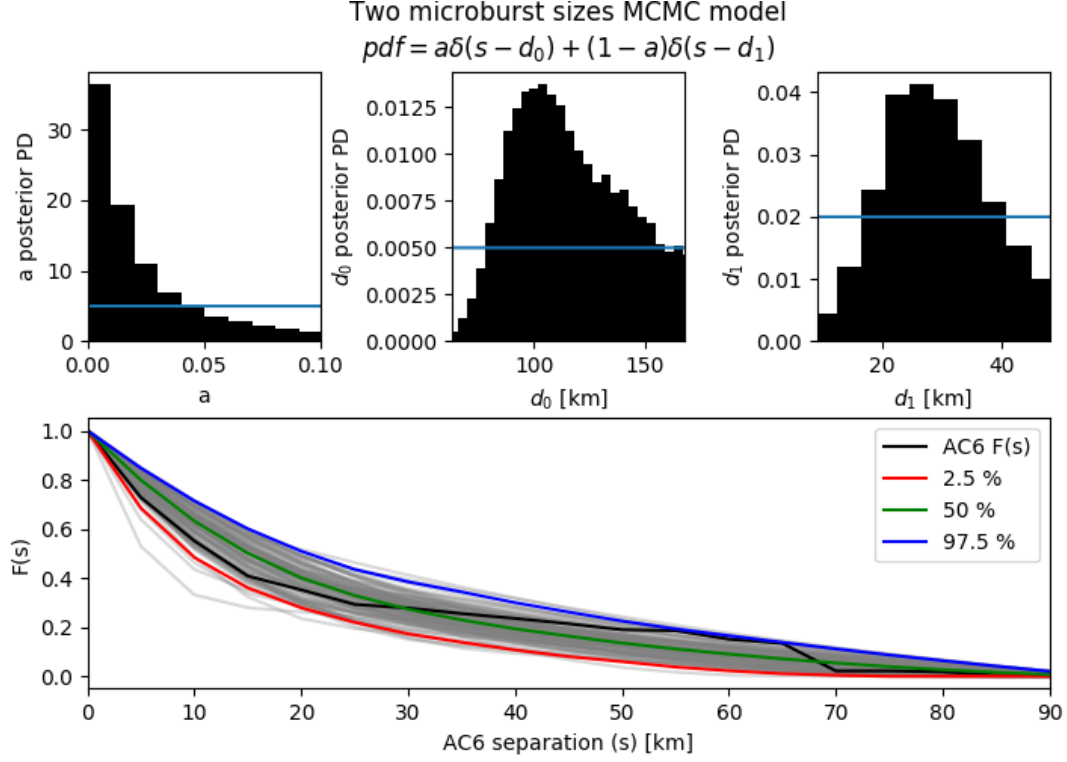 Two microburst sizes MCMC model
pdf = aδ(s − d₀) + (1 − a)δ(s − d₁)
a posterior PD
30
20
10
0
0.00
0.05
0.10
a
d₀ posterior PD
0.0125
0.0100
0.0075
0.0050
0.0025
0.0000
100
150
d₀ [km]
d₁ posterior PD
0.04
0.03
0.02
0.01
0.00
20
40
d₁ [km]
F(s)
1.0
0.8
0.6
0.4
0.2
0.0
AC6 F(s)
2.5 %
50 %
97.5 %
0 10 20 30 40 50 60 70 80 90
AC6 separation (s) [km]